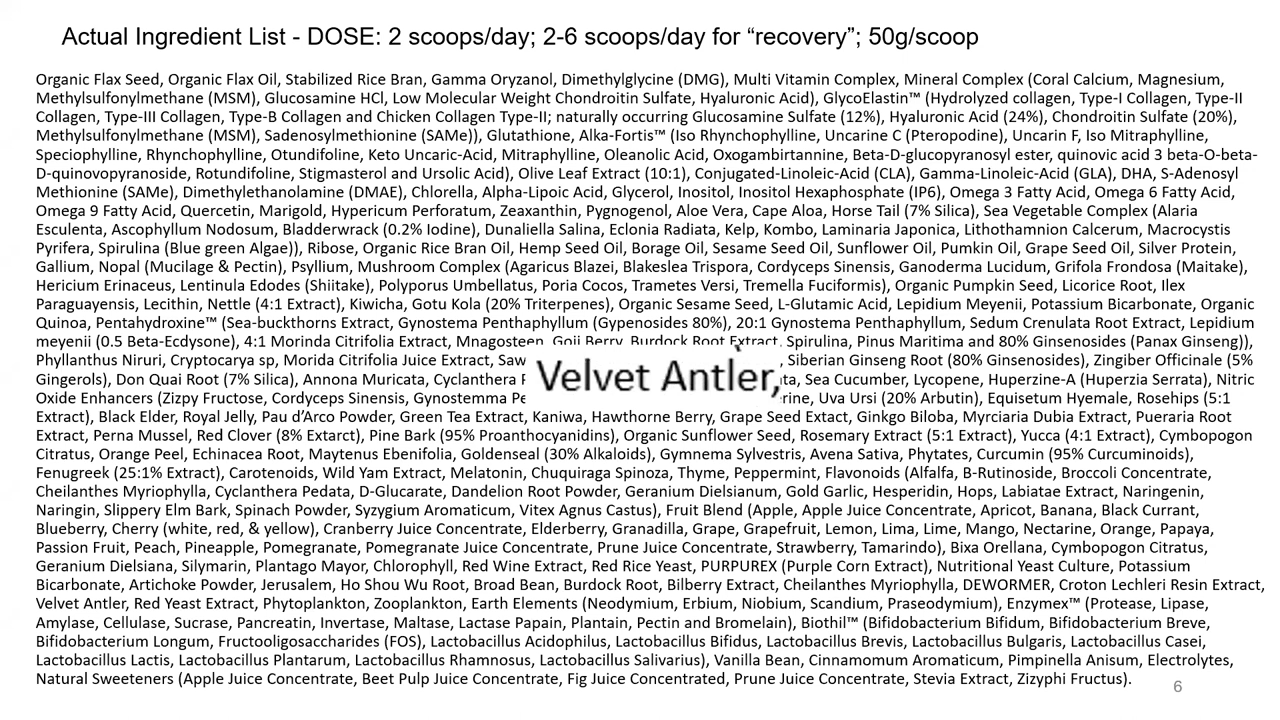 Actual Ingredient List - DOSE: 2 scoops/day; 2-6 scoops/day for “recovery”; 50g/scoop
Organic Flax Seed, Organic Flax Oil, Stabilized Rice Bran, Gamma Oryzanol, Dimethylglycine (DMG), Multi Vitamin Complex, Mineral Complex (Coral Calcium, Magnesium,
Methylsulfonylmethane (MSM), Glucosamine HCl, Low Molecular Weight Chondroitin Sulfate, Hyaluronic Acid), GlycoElastin™ (Hydrolyzed collagen, Type-I Collagen, Type-II
Collagen, Type-III Collagen, Type-B Collagen and Chicken Collagen Type-II; naturally occurring Glucosamine Sulfate (12%), Hyaluronic Acid (24%), Chondroitin Sulfate (20%),
Methylsulfonylmethane (MSM), Sadenosylmethionine (SAMe)), Glutathione, Alka-Fortis™ (Iso Rhynchophylline, Uncarine C (Pteropodine), Uncarin F, Iso Mitraphylline,
Speciophylline, Rhynchophylline, Otundifoline, Keto Uncaric-Acid, Mitraphylline, Oleanolic Acid, Oxogambirtannine, Beta-D-glucopyranosyl ester, quinovic acid 3 beta-O-beta-
D-quinovopyranoside, Rotundifoline, Stigmasterol and Ursolic Acid), Olive Leaf Extract (10:1), Conjugated-Linoleic-Acid (CLA), Gamma-Linoleic-Acid (GLA), DHA, S-Adenosyl
Methionine (SAMe), Dimethylethanolamine (DMAE), Chlorella, Alpha-Lipoic Acid, Glycerol, Inositol, Inositol Hexaphosphate (IP6), Omega 3 Fatty Acid, Omega 6 Fatty Acid,
Omega 9 Fatty Acid, Quercetin, Marigold, Hypericum Perforatum, Zeaxanthin, Pygnogenol, Aloe Vera, Cape Aloa, Horse Tail (7% Silica), Sea Vegetable Complex (Alaria
Esculenta, Ascophyllum Nodosum, Bladderwrack (0.2% Iodine), Dunaliella Salina, Eclonia Radiata, Kelp, Kombo, Laminaria Japonica, Lithothamnion Calcerum, Macrocystis
Pyrifera, Spirulina (Blue green Algae)), Ribose, Organic Rice Bran Oil, Hemp Seed Oil, Borage Oil, Sesame Seed Oil, Sunflower Oil, Pumkin Oil, Grape Seed Oil, Silver Protein,
Gallium, Nopal (Mucilage & Pectin), Psyllium, Mushroom Complex (Agaricus Blazei, Blakeslea Trispora, Cordyceps Sinensis, Ganoderma Lucidum, Grifola Frondosa (Maitake),
Hericium Erinaceus, Lentinula Edodes (Shiitake), Polyporus Umbellatus, Poria Cocos, Trametes Versi, Tremella Fuciformis), Organic Pumpkin Seed, Licorice Root, Ilex
Paraguayensis, Lecithin, Nettle (4:1 Extract), Kiwicha, Gotu Kola (20% Triterpenes), Organic Sesame Seed, L-Glutamic Acid, Lepidium Meyenii, Potassium Bicarbonate, Organic
Quinoa, Pentahydroxine™ (Sea-buckthorns Extract, Gynostema Penthaphyllum (Gypenosides 80%), 20:1 Gynostema Penthaphyllum, Sedum Crenulata Root Extract, Lepidium
meyenii (0.5 Beta-Ecdysone), 4:1 Morinda Citrifolia Extract, Mnagosteen, Goji Berry, Burdock Root Extract, Spirulina, Pinus Maritima and 80% Ginsenosides (Panax Ginseng)),
Phyllanthus Niruri, Cryptocarya sp, Morida Citrifolia Juice Extract, Saw , Siberian Ginseng Root (80% Ginsenosides), Zingiber Officinale (5%
Velvet Antler,
Gingerols), Don Quai Root (7% Silica), Annona Muricata, Cyclanthera Sea Cucumber, Lycopene, Huperzine-A (Huperzia Serrata), Nitric
Oxide Enhancers (Zizpy Fructose, Cordyceps Sinensis, Gynostemma Uva Ursi (20% Arbutin), Equisetum Hyemale, Rosehips (5:1
Extract), Black Elder, Royal Jelly, Pau d’Arco Powder, Green Tea Extract, Kaniwa, Hawthorne Berry, Grape Seed Extact, Ginkgo Biloba, Myrciaria Dubia Extract, Pueraria Root
Extract, Perna Mussel, Red Clover (8% Extarct), Pine Bark (95% Proanthocyanidins), Organic Sunflower Seed, Rosemary Extract (5:1 Extract), Yucca (4:1 Extract), Cymbopogon
Citratus, Orange Peel, Echinacea Root, Maytenus Ebenifolia, Goldenseal (30% Alkaloids), Gymnema Sylvestris, Avena Sativa, Phytates, Curcumin (95% Curcuminoids),
Fenugreek (25:1% Extract), Carotenoids, Wild Yam Extract, Melatonin, Chuquiraga Spinoza, Thyme, Peppermint, Flavonoids (Alfalfa, B-Rutinoside, Broccoli Concentrate,
Cheilanthes Myriophylla, Cyclanthera Pedata, D-Glucarate, Dandelion Root Powder, Geranium Dielsianum, Gold Garlic, Hesperidin, Hops, Labiatae Extract, Naringenin,
Naringin, Slippery Elm Bark, Spinach Powder, Syzygium Aromaticum, Vitex Agnus Castus), Fruit Blend (Apple, Apple Juice Concentrate, Apricot, Banana, Black Currant,
Blueberry, Cherry (white, red, & yellow), Cranberry Juice Concentrate, Elderberry, Granadilla, Grape, Grapefruit, Lemon, Lima, Lime, Mango, Nectarine, Orange, Papaya,
Passion Fruit, Peach, Pineapple, Pomegranate, Pomegranate Juice Concentrate, Prune Juice Concentrate, Strawberry, Tamarindo), Bixa Orellana, Cymbopogon Citratus,
Geranium Dielsiana, Silymarin, Plantago Mayor, Chlorophyll, Red Wine Extract, Red Rice Yeast, PURPUREX (Purple Corn Extract), Nutritional Yeast Culture, Potassium
Bicarbonate, Artichoke Powder, Jerusalem, Ho Shou Wu Root, Broad Bean, Burdock Root, Bilberry Extract, Cheilanthes Myriophylla, DEWORMER, Croton Lechleri Resin Extract,
Velvet Antler, Red Yeast Extract, Phytoplankton, Zooplankton, Earth Elements (Neodymium, Erbium, Niobium, Scandium, Praseodymium), Enzymex™ (Protease, Lipase,
Amylase, Cellulase, Sucrase, Pancreatin, Invertase, Maltase, Lactase Papain, Plantain, Pectin and Bromelain), Biothil™ (Bifidobacterium Bifidum, Bifidobacterium Breve,
Bifidobacterium Longum, Fructooligosaccharides (FOS), Lactobacillus Acidophilus, Lactobacillus Bifidus, Lactobacillus Brevis, Lactobacillus Bulgaris, Lactobacillus Casei,
Lactobacillus Lactis, Lactobacillus Plantarum, Lactobacillus Rhamnosus, Lactobacillus Salivarius), Vanilla Bean, Cinnamomum Aromaticum, Pimpinella Anisum, Electrolytes,
Natural Sweeteners (Apple Juice Concentrate, Beet Pulp Juice Concentrate, Fig Juice Concentrated, Prune Juice Concentrate, Stevia Extract, Zizyphi Fructus).
6